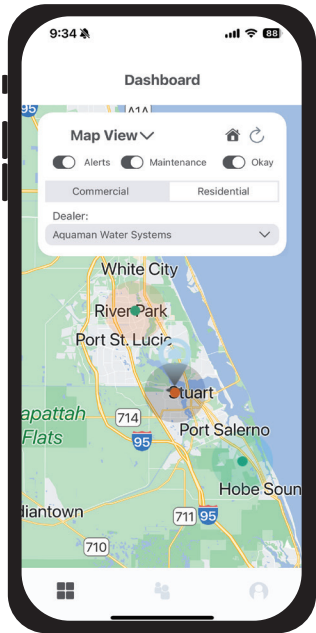 9:34
88
Dashboard
95
A1A
Map View
Alerts
Maintenance
Okay
Commercial
Residential
Dealer:
Aquaman Water Systems
White City
River Park
Port St. Lucie
Stuart
apattah
Flats
714
95
Port Salerno
Hobe Soun
diantown
711
95
710